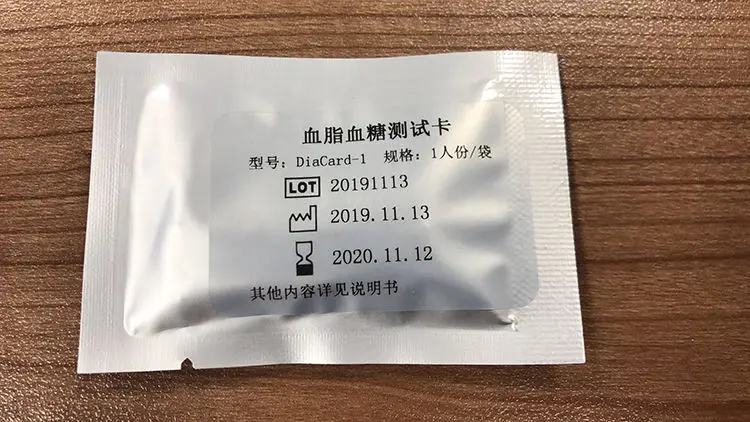 血脂血糖测试卡
型号：DiaCard-1 规格：1人份/袋
LOT 20191113
2019.11.13
2020.11.12
其他内容详见说明书